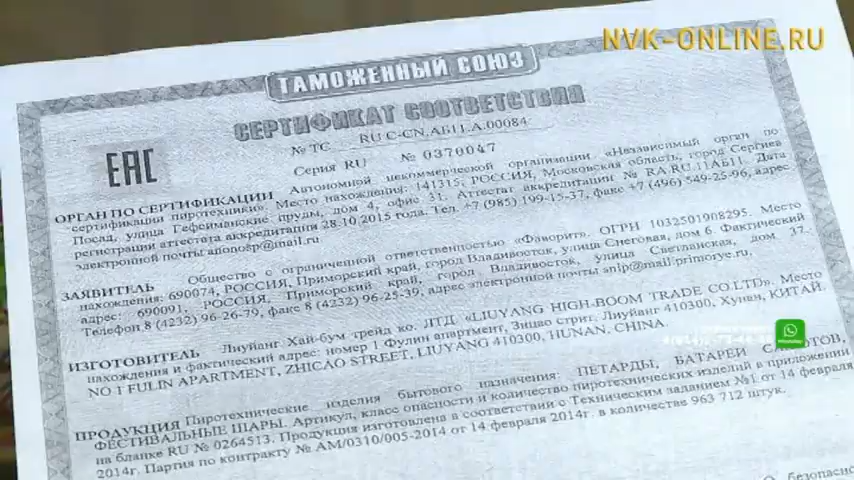 NVK-ONLINE.RU
ТАМОЖЕННЫЙ СОЮЗ
СЕРТИФИКАТ СООТВЕТСТВИЯ
EAC
№ ТС RU C-CN.АБ11.А.00084
Серия RU № 0370047
ОРГАН ПО СЕРТИФИКАЦИИ Автономной некоммерческой организации «Независимый орган по
сертификации пиротехники». Место нахождения: 141315, РОССИЯ, Московская область, город Сергиев
Посад, улица Гефсиманские пруды, дом 4, офис 31. Аттестат аккредитации № RA.RU.11АБ11. Дата
регистрации аттестата аккредитации 28.10.2015 года. Тел. +7 (985) 199-15-37, факс +7 (496) 549-25-96, адрес
электронной почты anonosp@mail.ru
ЗАЯВИТЕЛЬ Общество с ограниченной ответственностью «Фаворит». ОГРН 1032501908295. Место
нахождения: 690074, РОССИЯ, Приморский край, город Владивосток, улица Снеговая, дом 6. Фактический
адрес: 690091, РОССИЯ, Приморский край, город Владивосток, улица Светланская, дом 37.
Телефон 8 (4232) 96-26-79, факс 8 (4232) 96-25-39, адрес электронной почты snip@mail.primorye.ru.
ИЗГОТОВИТЕЛЬ Лиуйанг Хай-бум трейд ко. ЛТД. «LIUYANG HIGH-BOOM TRADE CO.LTD». Место
нахождения и фактический адрес: номер 1 Фулин апартмент, Зицао стрит. Лиуйанг 410300, Хунан, КИТАЙ.
NO 1 FULIN APARTMENT, ZHICAO STREET, LIUYANG 410300, HUNAN, CHINA.
ПРОДУКЦИЯ Пиротехнические изделия бытового назначения: ПЕТАРДЫ, БАТАРЕИ САЛЮТОВ,
ФЕСТИВАЛЬНЫЕ ШАРЫ. Артикул, класс опасности и количество пиротехнических изделий в приложении
на бланке RU № 0264513. Продукция изготовлена в соответствии с Техническим заданием №1 от 14 февраля
2014г. Партия по контракту № AM/0310/005-2014 от 14 февраля 2014г. в количестве 963 712 штук.